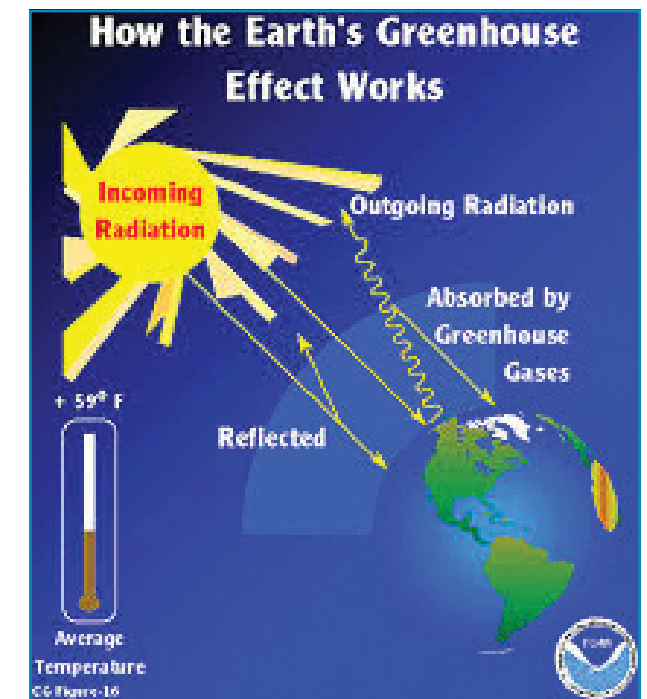 How the Earth's Greenhouse
Effect Works
Incoming
Radiation
Outgoing Radiation
Absorbed by
Greenhouse
Gases
+ 59° F
Reflected
Average
Temperature
CG Figure-16